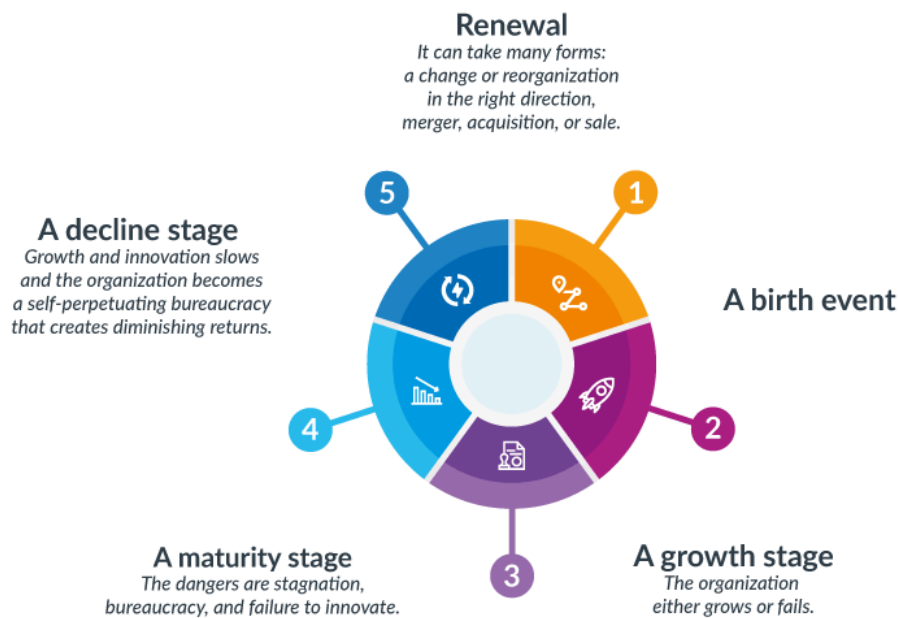 Renewal
It can take many forms:
a change or reorganization
in the right direction,
merger, acquisition, or sale.
5
1
A decline stage
Growth and innovation slows
and the organization becomes
a self-perpetuating bureaucracy
that creates diminishing returns.
A birth event
4
2
A maturity stage
The dangers are stagnation,
bureaucracy, and failure to innovate.
3
A growth stage
The organization
either grows or fails.